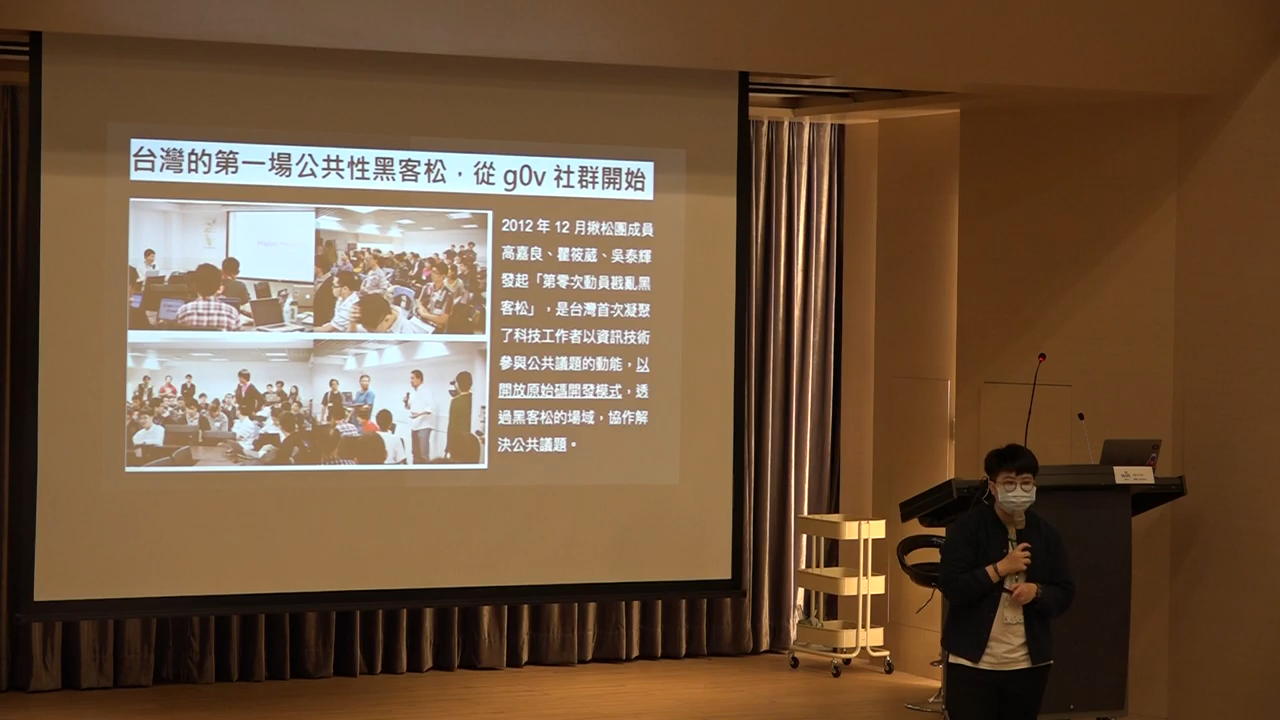 台灣的第一場公共性黑客松，從 g0v 社群開始
2012 年 12 月揪松團成員
高嘉良、瞿筱葳、吳泰輝
發起「第零次動員戡亂黑
客松」，是台灣首次凝聚
了科技工作者以資訊技術
參與公共議題的動能，以
開放原始碼開發模式，透
過黑客松的場域，協作解
決公共議題。